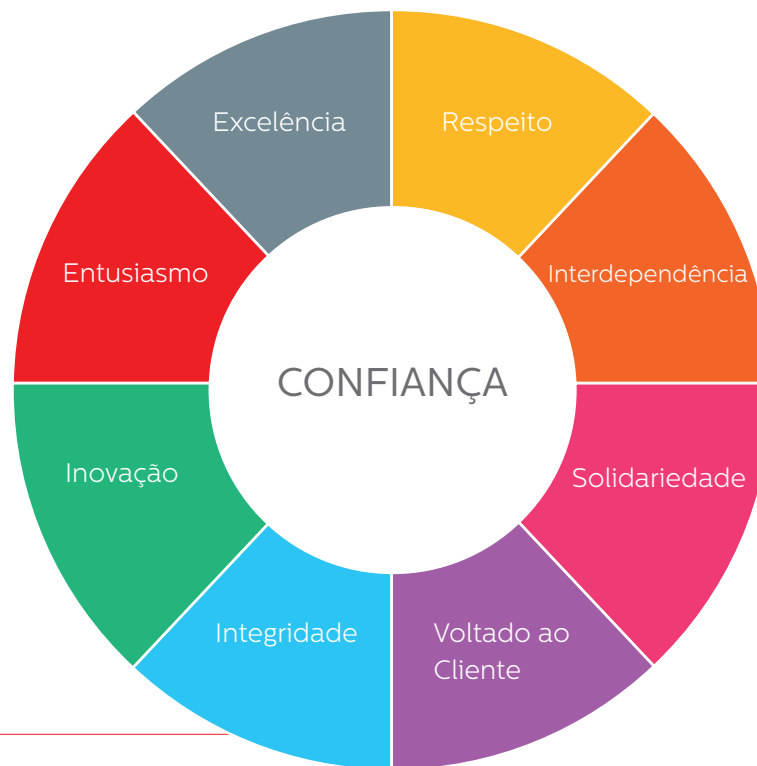 Excelência
Respeito
Entusiasmo
Interdependência
CONFIANÇA
Inovação
Solidariedade
Integridade
Voltado ao
Cliente